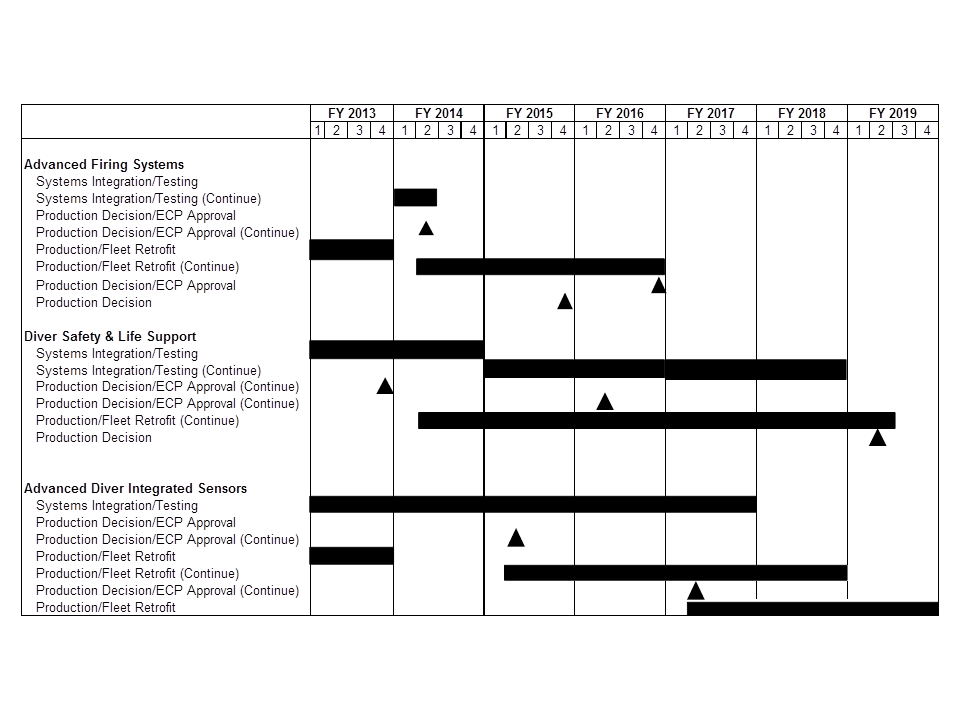 FY 2013 FY 2014 FY 2015 FY 2016 FY 2017 FY 2018 FY 2019
1 2 3 4 1 2 3 4 1 2 3 4 1 2 3 4 1 2 3 4 1 2 3 4 1 2 3 4
Advanced Firing Systems
Systems Integration/Testing
Systems Integration/Testing (Continue)
Production Decision/ECP Approval
Production Decision/ECP Approval (Continue)
Production/Fleet Retrofit
Production/Fleet Retrofit (Continue)
Production Decision/ECP Approval
Production Decision
Diver Safety & Life Support
Systems Integration/Testing
Systems Integration/Testing (Continue)
Production Decision/ECP Approval (Continue)
Production Decision/ECP Approval (Continue)
Production/Fleet Retrofit (Continue)
Production Decision
Advanced Diver Integrated Sensors
Systems Integration/Testing
Production Decision/ECP Approval
Production Decision/ECP Approval (Continue)
Production/Fleet Retrofit
Production/Fleet Retrofit (Continue)
Production Decision/ECP Approval (Continue)
Production/Fleet Retrofit